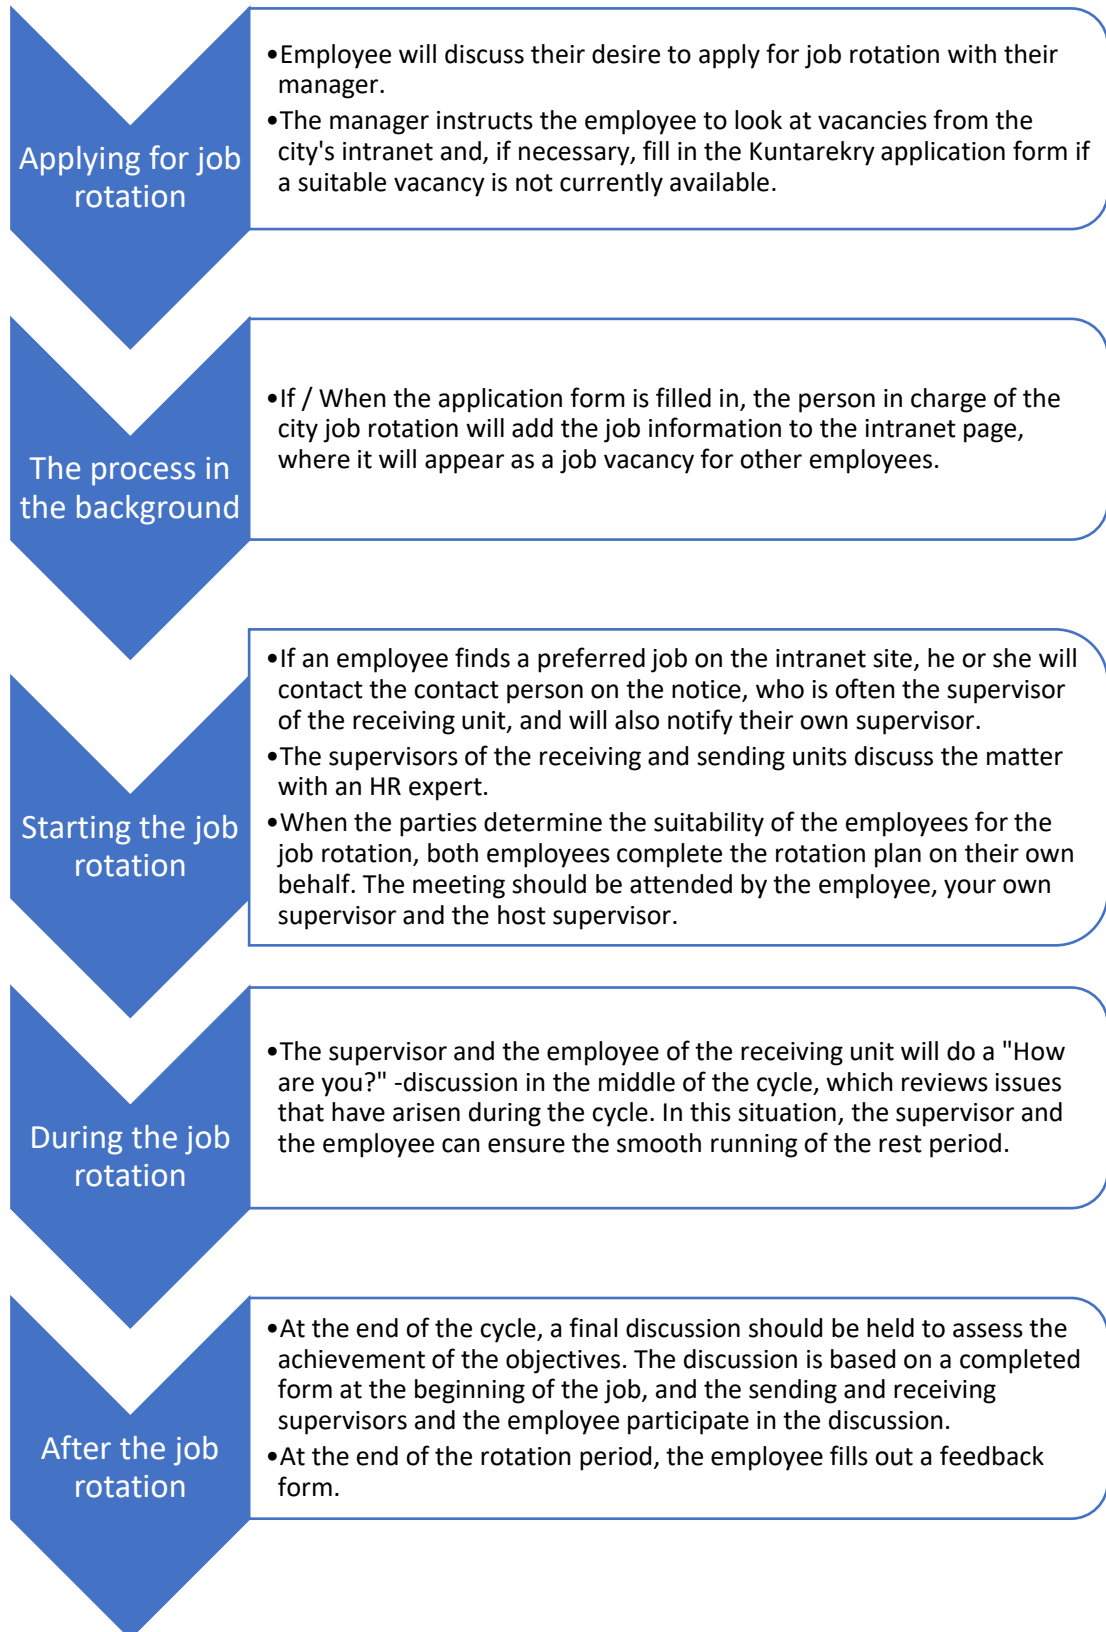 Applying for job
rotation
•Employee will discuss their desire to apply for job rotation with their
manager.
•The manager instructs the employee to look at vacancies from the
city's intranet and, if necessary, fill in the Kuntarekry application form if
a suitable vacancy is not currently available.
The process in
the background
•If / When the application form is filled in, the person in charge of the
city job rotation will add the job information to the intranet page,
where it will appear as a job vacancy for other employees.
Starting the job
rotation
•If an employee finds a preferred job on the intranet site, he or she will
contact the contact person on the notice, who is often the supervisor
of the receiving unit, and will also notify their own supervisor.
•The supervisors of the receiving and sending units discuss the matter
with an HR expert.
•When the parties determine the suitability of the employees for the
job rotation, both employees complete the rotation plan on their own
behalf. The meeting should be attended by the employee, your own
supervisor and the host supervisor.
During the job
rotation
•The supervisor and the employee of the receiving unit will do a "How
are you?" -discussion in the middle of the cycle, which reviews issues
that have arisen during the cycle. In this situation, the supervisor and
the employee can ensure the smooth running of the rest period.
After the job
rotation
•At the end of the cycle, a final discussion should be held to assess the
achievement of the objectives. The discussion is based on a completed
form at the beginning of the job, and the sending and receiving
supervisors and the employee participate in the discussion.
•At the end of the rotation period, the employee fills out a feedback
form.